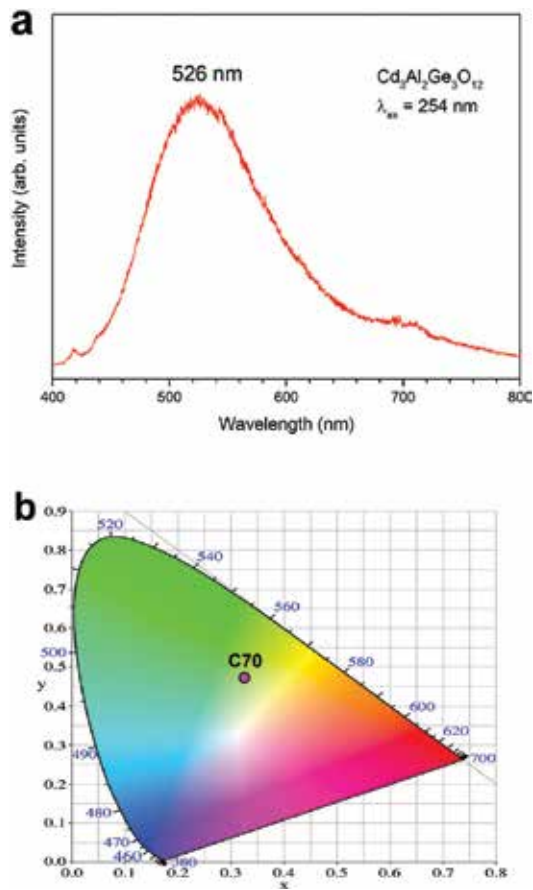 a
526 nm
Cd₃Al₂Ge₃O₁₂
λₑₓ = 254 nm
Intensity (arb. units)
400 500 600 700 800
Wavelength (nm)
b
0.9
0.8
0.7
0.6
0.5
0.4
0.3
0.2
0.1
0.0
y
520
540
560
500
C70
580
600
620
490
700
480
470
460
380
0.0 0.1 0.2 0.3 0.4 0.5 0.6 0.7 0.8
x